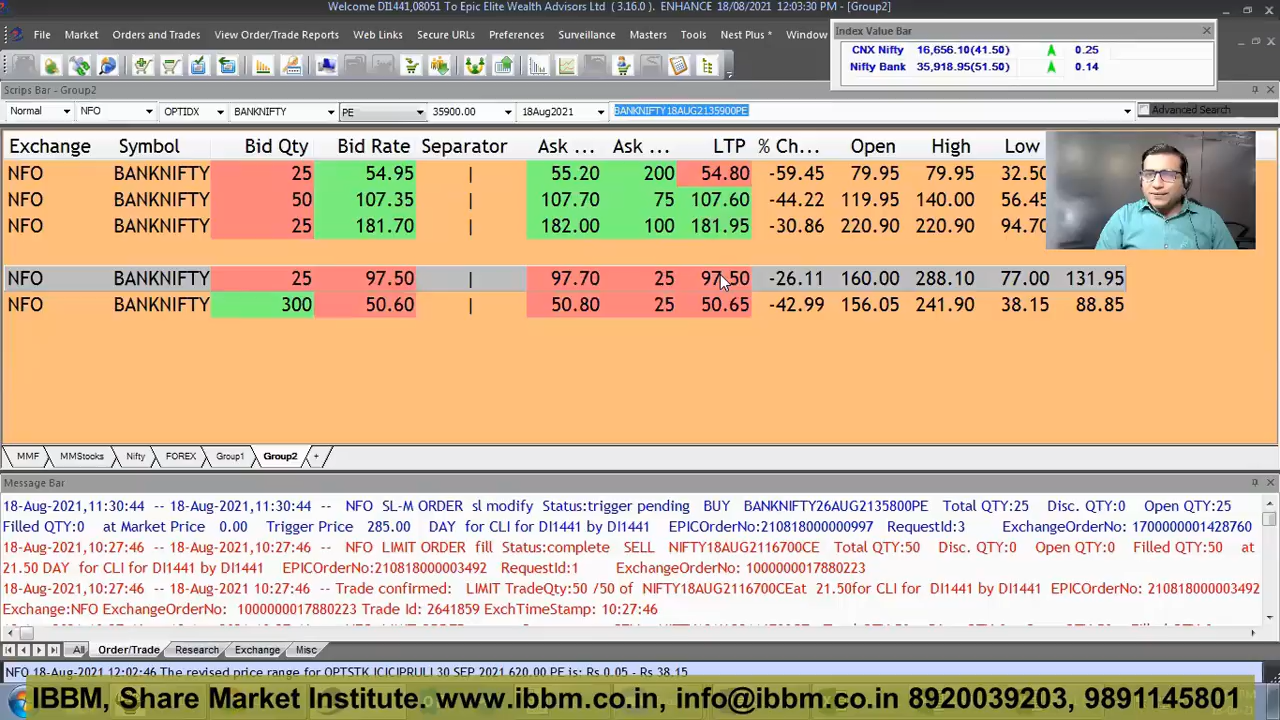 Welcome DI1441,08051 To Epic Elite Wealth Advisors Ltd ( 3.16.0 ). ENHANCE 18/08/2021 12:03:30 PM - [Group2]
File Market Orders and Trades View Order/Trade Reports Web Links Secure URLs Preferences Surveillance Masters Tools Nest Plus * Window
Index Value Bar
CNX Nifty 16,656.10(41.50) 0.25
Nifty Bank 35,918.95(51.50) 0.14
Scrips Bar - Group2
Normal NFO OPTIDX BANKNIFTY PE 35900.00 18Aug2021 BANKNIFTY18AUG2135900PE Advanced Search
Exchange Symbol Bid Qty Bid Rate Separator Ask ... Ask ... LTP % Ch... Open High Low
NFO BANKNIFTY 25 54.95 | 55.20 200 54.80 -59.45 79.95 79.95 32.50
NFO BANKNIFTY 50 107.35 | 107.70 75 107.60 -44.22 119.95 140.00 56.45
NFO BANKNIFTY 25 181.70 | 182.00 100 181.95 -30.86 220.90 220.90 94.70
NFO BANKNIFTY 25 97.50 | 97.70 25 97.50 -26.11 160.00 288.10 77.00 131.95
NFO BANKNIFTY 300 50.60 | 50.80 25 50.65 -42.99 156.05 241.90 38.15 88.85
MMF MMStocks Nifty FOREX Group1 Group2 +
Message Bar
18-Aug-2021,11:30:44 -- 18-Aug-2021,11:30:44 -- NFO SL-M ORDER sl modify Status:trigger pending BUY BANKNIFTY26AUG2135800PE Total QTY:25 Disc. QTY:0 Open QTY:25
Filled QTY:0 at Market Price 0.00 Trigger Price 285.00 DAY for CLI for DI1441 by DI1441 EPICOrderNo:210818000000997 RequestId:3 ExchangeOrderNo: 1700000001428760
18-Aug-2021,10:27:46 -- 18-Aug-2021,10:27:46 -- NFO LIMIT ORDER fill Status:complete SELL NIFTY18AUG2116700CE Total QTY:50 Disc. QTY:0 Open QTY:0 Filled QTY:50 at
21.50 DAY for CLI for DI1441 by DI1441 EPICOrderNo:210818000003492 RequestId:1 ExchangeOrderNo: 1000000017880223
18-Aug-2021 10:27:46 -- 18-Aug-2021 10:27:46 -- Trade confirmed: LIMIT TradeQty:50 /50 of NIFTY18AUG2116700CEat 21.50for CLI for DI1441 by DI1441 EPICOrderNo: 210818000003492
Exchange:NFO ExchangeOrderNo: 1000000017880223 Trade Id: 2641859 ExchTimeStamp: 10:27:46
All Order/Trade Research Exchange Misc
NFO 18-Aug-2021 12:02:46 The revised price range for OPTSTK ICICIPRULI 30 SEP 2021 620.00 PE is: Rs 0.05 - Rs 38.15
IBBM, Share Market Institute. www.ibbm.co.in, info@ibbm.co.in 8920039203, 9891145801